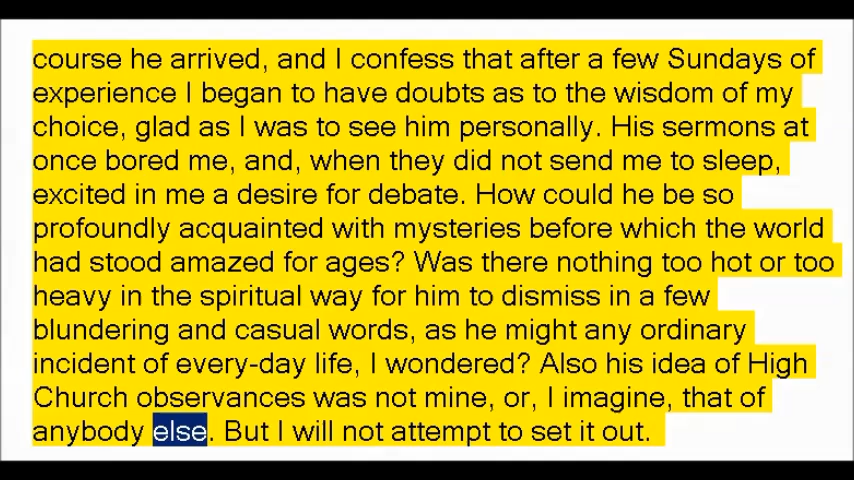 course he arrived, and I confess that after a few Sundays of
experience I began to have doubts as to the wisdom of my
choice, glad as I was to see him personally. His sermons at
once bored me, and, when they did not send me to sleep,
excited in me a desire for debate. How could he be so
profoundly acquainted with mysteries before which the world
had stood amazed for ages? Was there nothing too hot or too
heavy in the spiritual way for him to dismiss in a few
blundering and casual words, as he might any ordinary
incident of every-day life, I wondered? Also his idea of High
Church observances was not mine, or, I imagine, that of
anybody else. But I will not attempt to set it out.